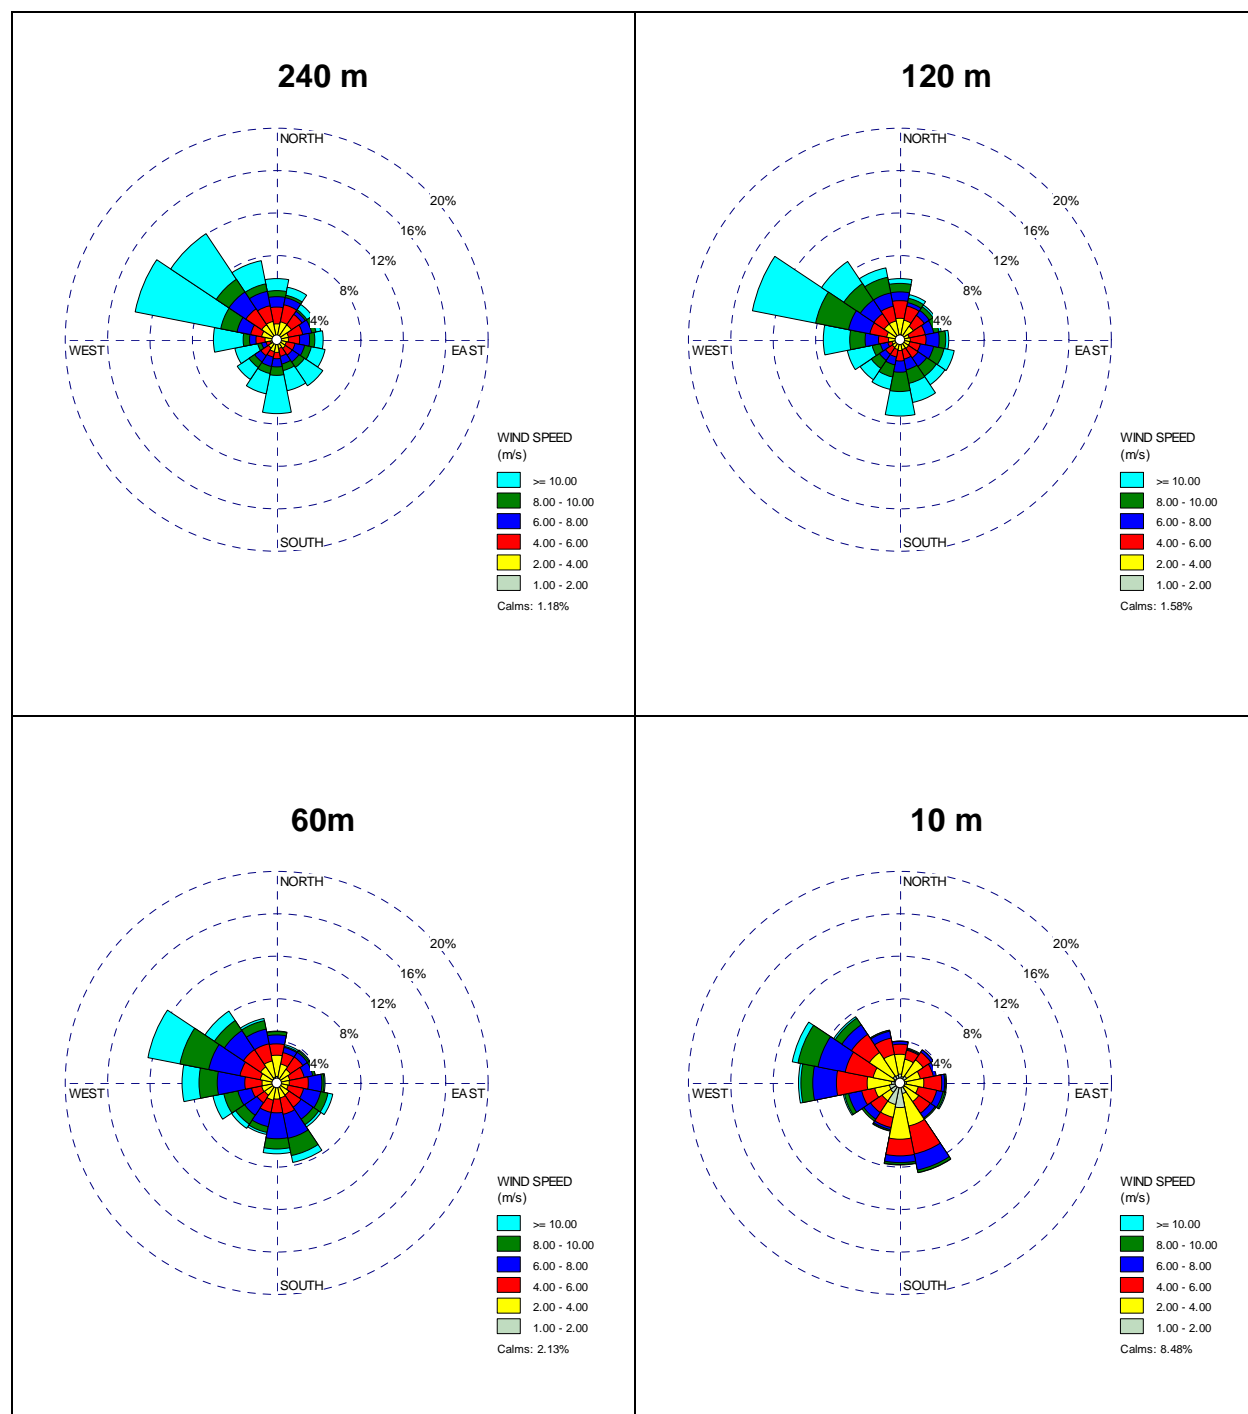 240 m
NORTH
20%
16%
12%
8%
4%
WEST
EAST
SOUTH
WIND SPEED
(m/s)
>= 10.00
8.00 - 10.00
6.00 - 8.00
4.00 - 6.00
2.00 - 4.00
1.00 - 2.00
Calms: 1.18%
120 m
NORTH
20%
16%
12%
8%
4%
WEST
EAST
SOUTH
WIND SPEED
(m/s)
>= 10.00
8.00 - 10.00
6.00 - 8.00
4.00 - 6.00
2.00 - 4.00
1.00 - 2.00
Calms: 1.58%
60m
NORTH
20%
16%
12%
8%
4%
WEST
EAST
SOUTH
WIND SPEED
(m/s)
>= 10.00
8.00 - 10.00
6.00 - 8.00
4.00 - 6.00
2.00 - 4.00
1.00 - 2.00
Calms: 2.13%
10 m
NORTH
20%
16%
12%
8%
4%
WEST
EAST
SOUTH
WIND SPEED
(m/s)
>= 10.00
8.00 - 10.00
6.00 - 8.00
4.00 - 6.00
2.00 - 4.00
1.00 - 2.00
Calms: 8.48%